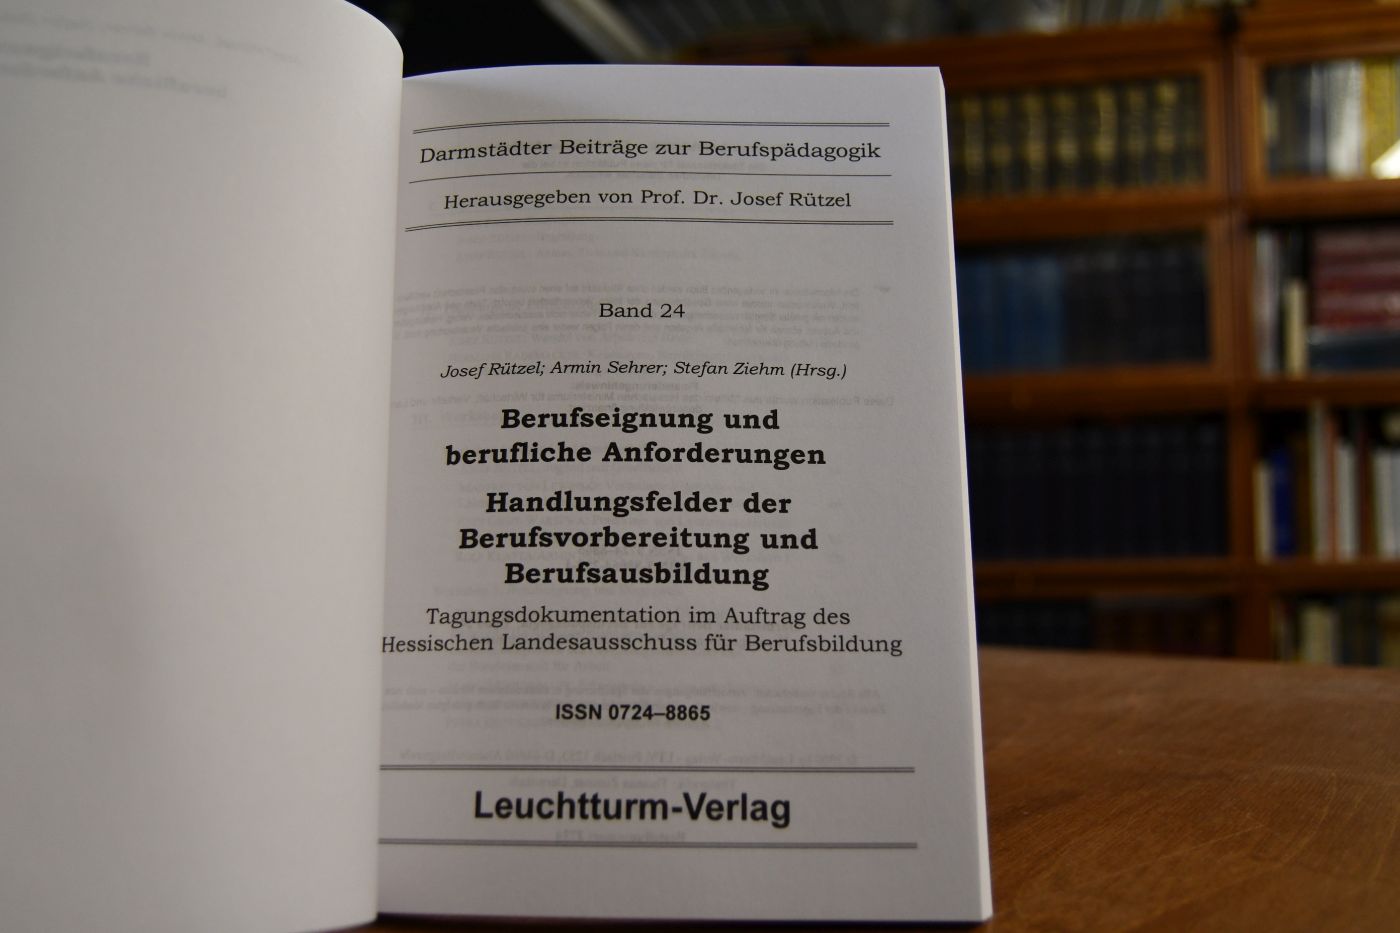 Darmstädter Beiträge zur Berufspädagogik
Herausgegeben von Prof. Dr. Josef Rützel
Band 24
Josef Rützel; Armin Sehrer; Stefan Ziehm (Hrsg.)
Berufseignung und
berufliche Anforderungen
Handlungsfelder der
Berufsvorbereitung und
Berufsausbildung
Tagungsdokumentation im Auftrag des
Hessischen Landesausschuss für Berufsbildung
ISSN 0724–8865
Leuchtturm-Verlag